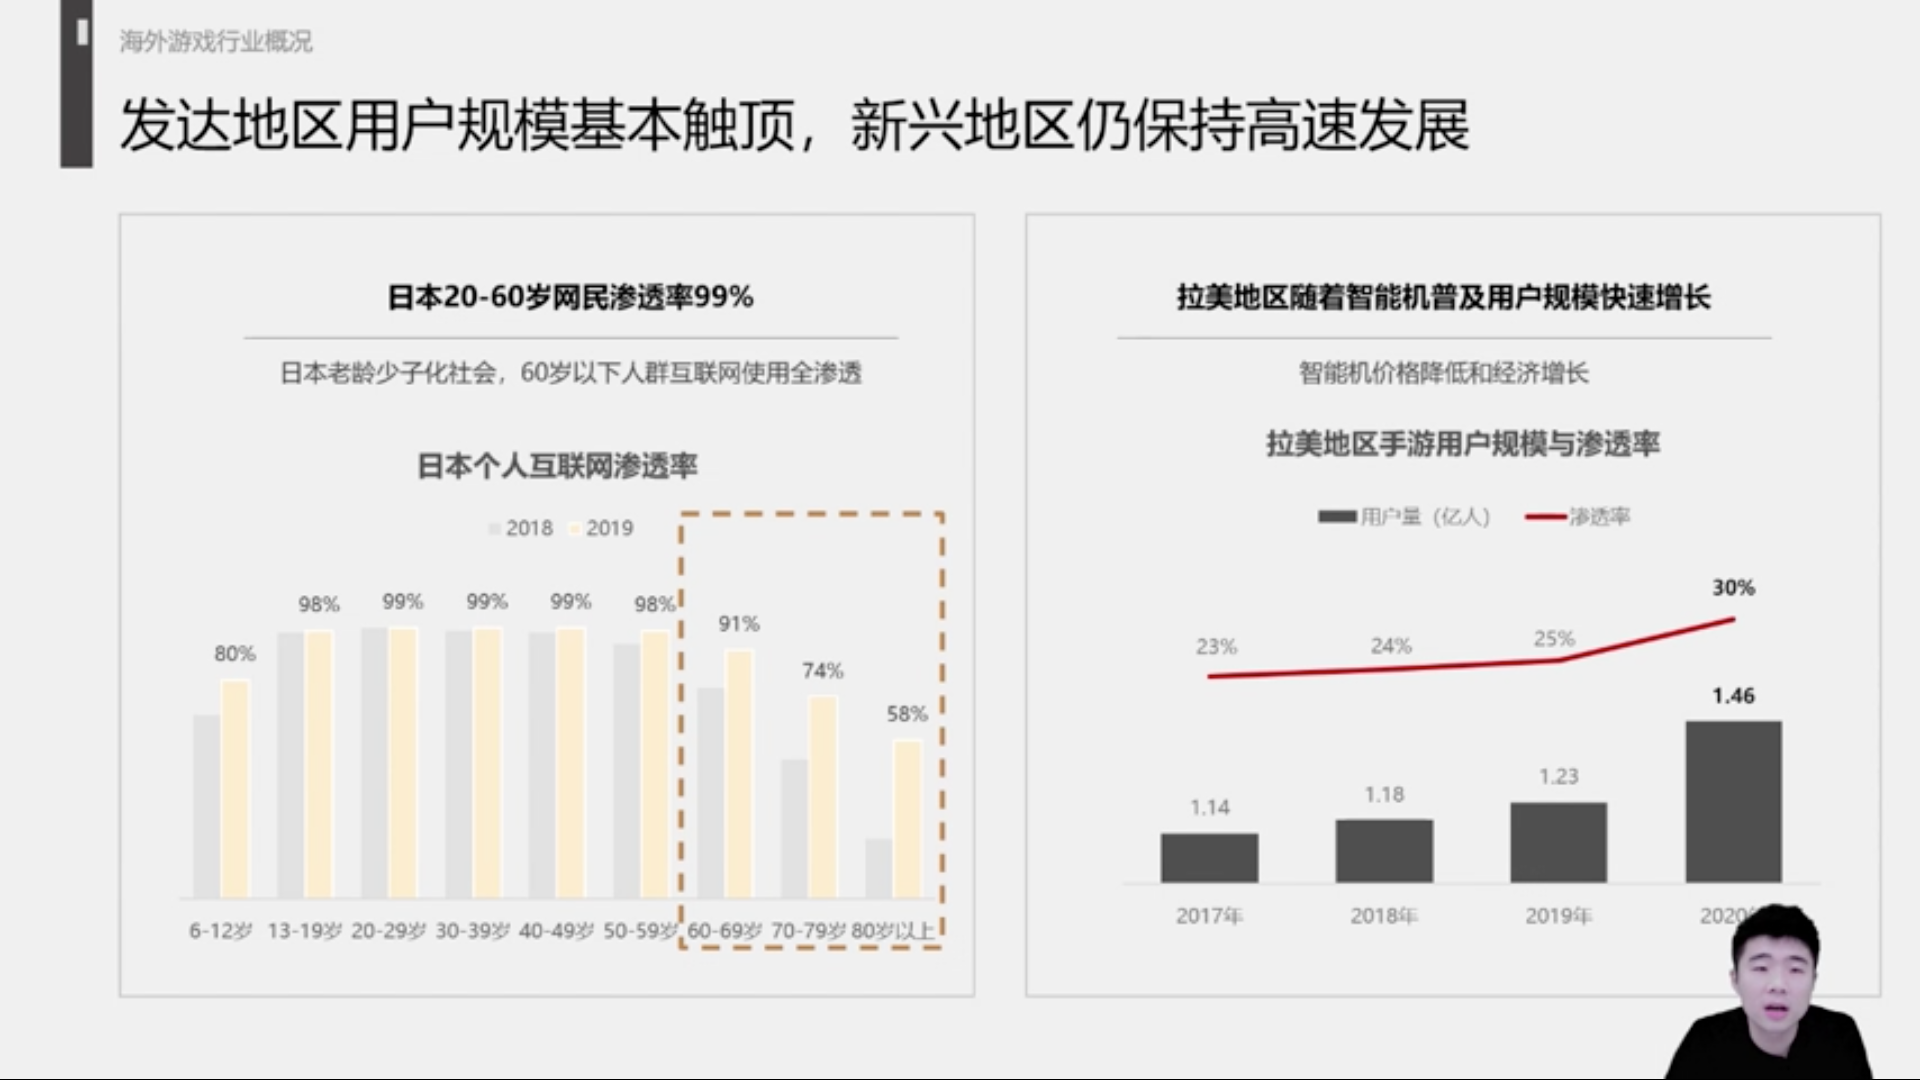 海外游戏行业概况
发达地区用户规模基本触顶，新兴地区仍保持高速发展
日本20-60岁网民渗透率99%
日本老龄少子化社会，60岁以下人群互联网使用全渗透
日本个人互联网渗透率
2018 2019
80% 98% 99% 99% 99% 98% 91% 74% 58%
6-12岁 13-19岁 20-29岁 30-39岁 40-49岁 50-59岁 60-69岁 70-79岁 80岁以上
拉美地区随着智能机普及用户规模快速增长
智能机价格降低和经济增长
拉美地区手游用户规模与渗透率
用户量（亿人） 渗透率
23% 24% 25% 30%
1.14 1.18 1.23 1.46
2017年 2018年 2019年 2020